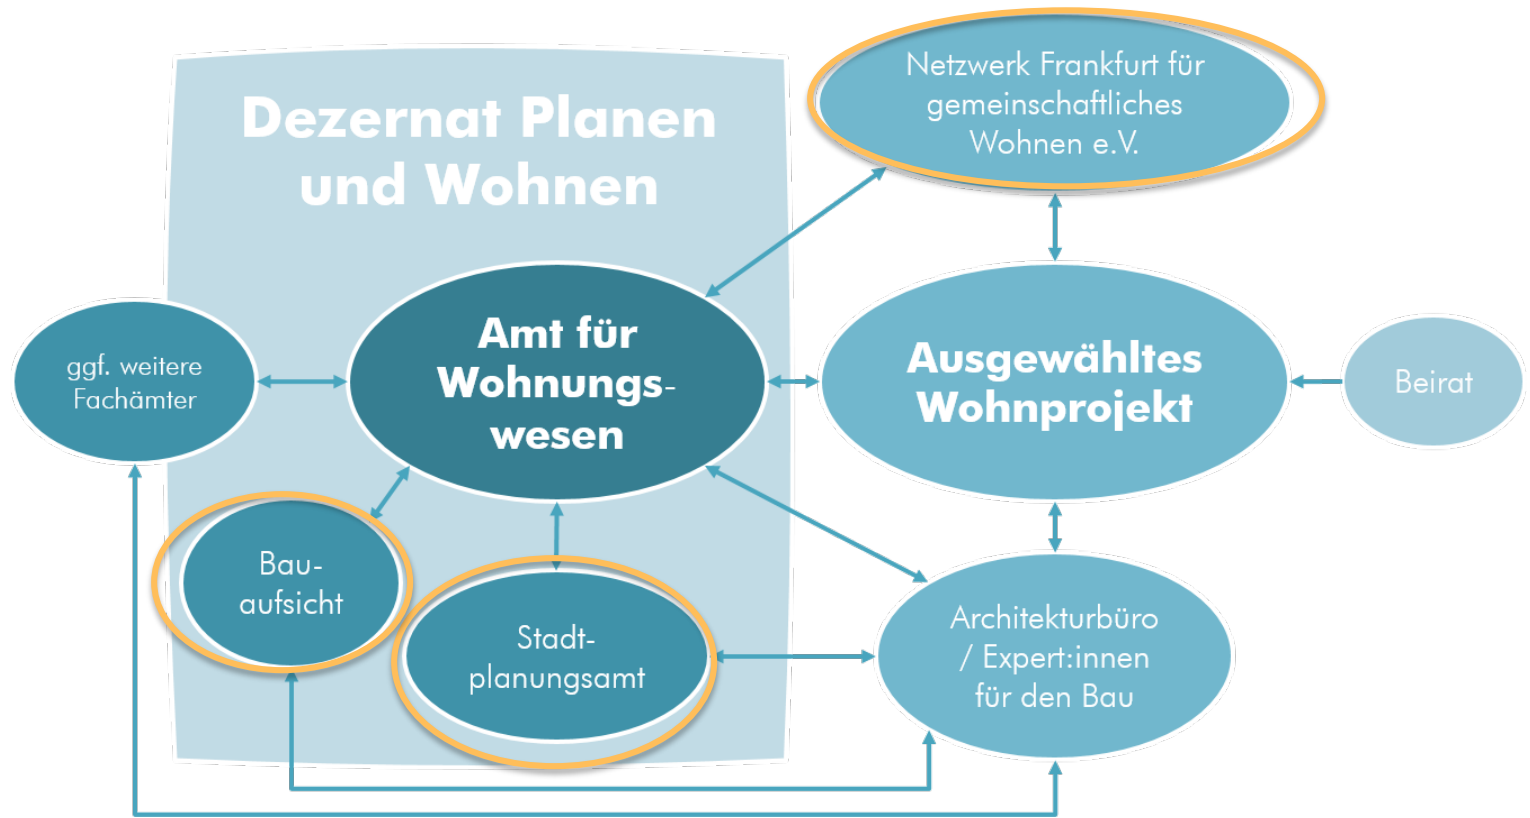 Dezernat Planen
und Wohnen
Netzwerk Frankfurt für
gemeinschaftliches
Wohnen e.V.
ggf. weitere
Fachämter
Amt für
Wohnungs-
wesen
Ausgewähltes
Wohnprojekt
Beirat
Bau-
aufsicht
Stadt-
planungsamt
Architekturbüro
/ Expert:innen
für den Bau